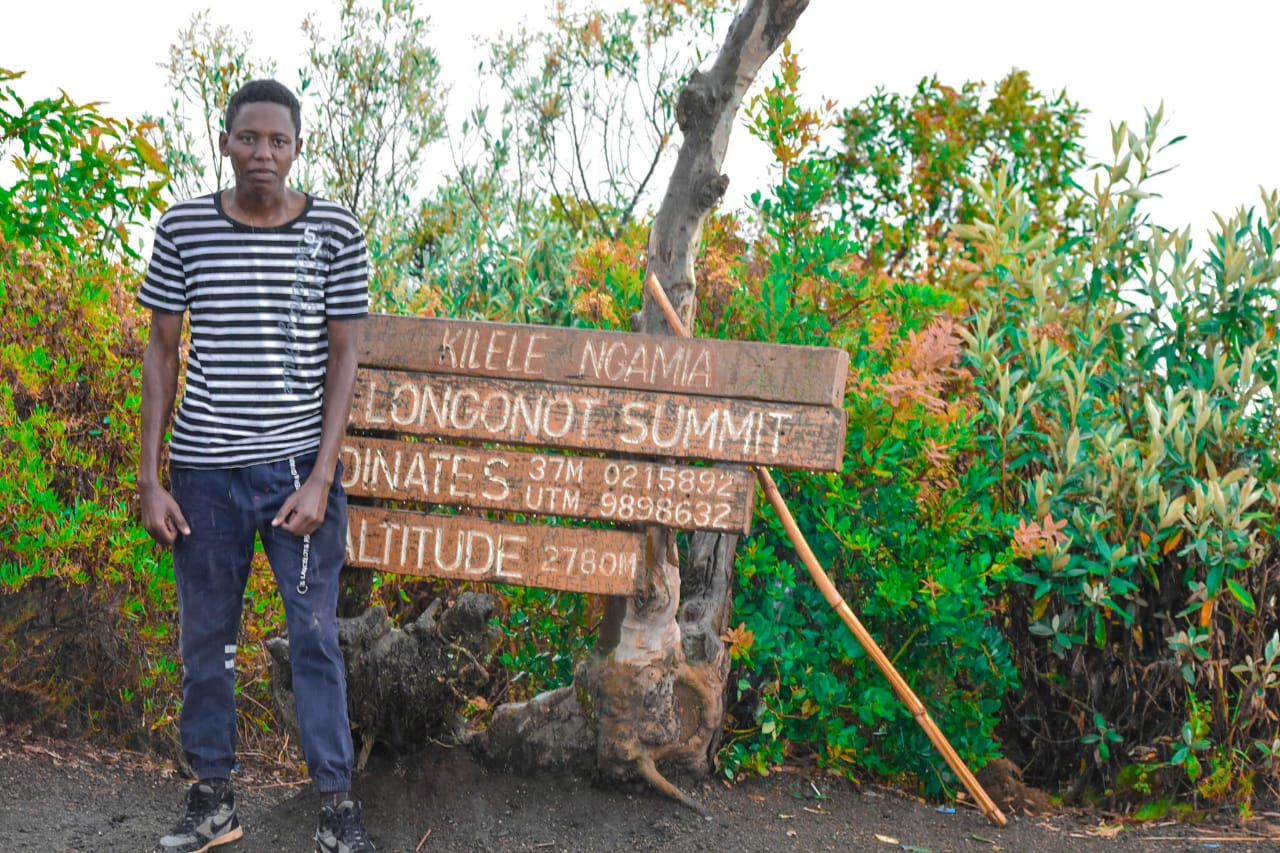 KILELE NGAMIA
LONGONOT SUMMIT
DINATES 37M 0215892
UTM 9898632
ALTITUDE 2780M